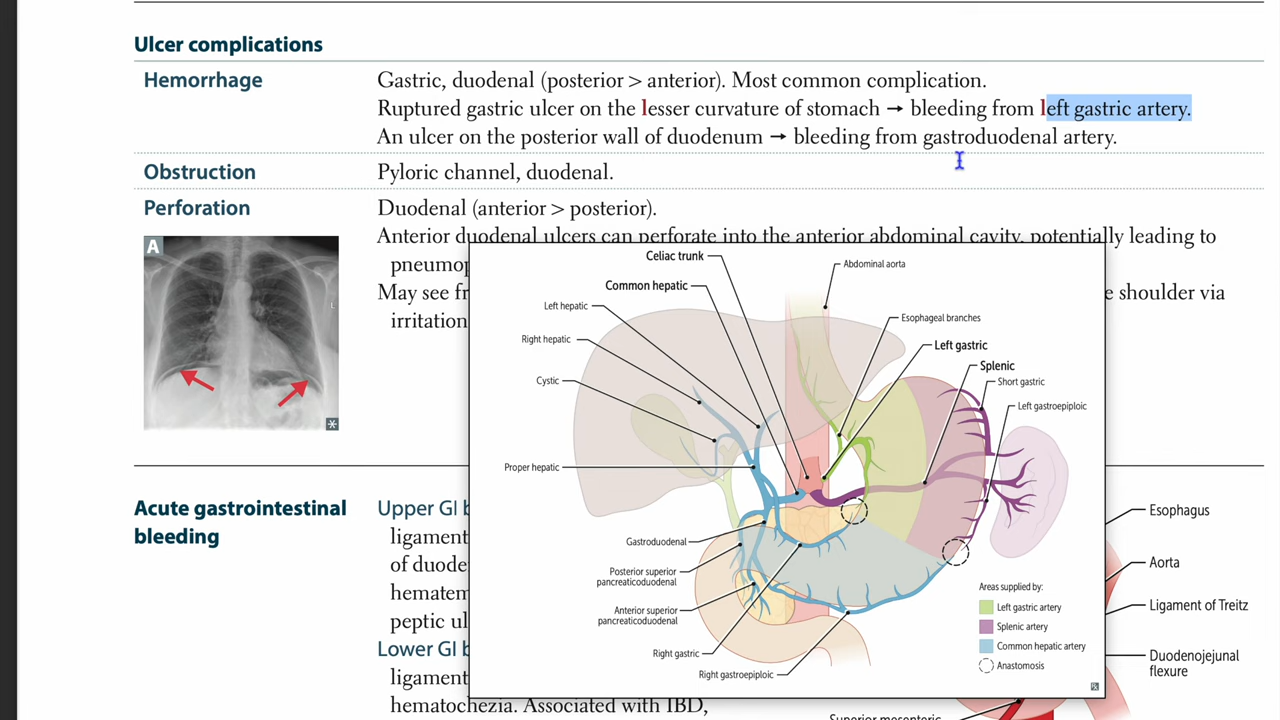 Ulcer complications
Hemorrhage
Gastric, duodenal (posterior > anterior). Most common complication.
Ruptured gastric ulcer on the lesser curvature of stomach → bleeding from left gastric artery.
An ulcer on the posterior wall of duodenum → bleeding from gastroduodenal artery.
Obstruction
Pyloric channel, duodenal.
Perforation
Duodenal (anterior > posterior).
Anterior duodenal ulcers can perforate into the anterior abdominal cavity, potentially leading to
May see
e shoulder via
irritation
A
L
Celiac trunk
Common hepatic
Left hepatic
Right hepatic
Cystic
Proper hepatic
Gastroduodenal
Posterior superior
pancreaticoduodenal
Anterior superior
pancreaticoduodenal
Right gastric
Right gastroepiploic
Abdominal aorta
Esophageal branches
Left gastric
Splenic
Short gastric
Left gastroepiploic
Areas supplied by:
Left gastric artery
Splenic artery
Common hepatic artery
Anastomosis
Acute gastrointestinal
bleeding
Upper GI
ligament
of duode
hematem
peptic ul
Lower GI
ligament
hematochezia. Associated with IBD,
Esophagus
Aorta
Ligament of Treitz
Duodenojejunal
flexure
Superior mesenteric